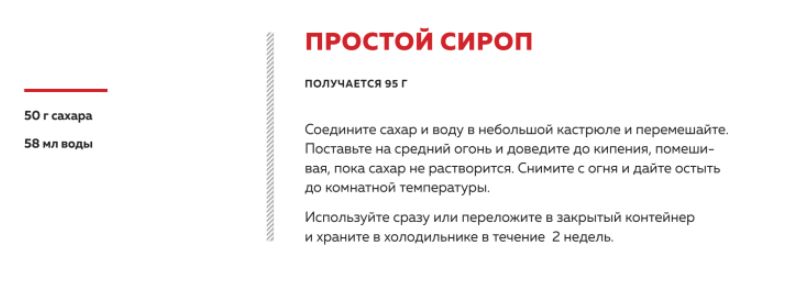 ПРОСТОЙ СИРОП
ПОЛУЧАЕТСЯ 95 Г
50 г сахара
58 мл воды
Соедините сахар и воду в небольшой кастрюле и перемешайте.
Поставьте на средний огонь и доведите до кипения, помеши-
вая, пока сахар не растворится. Снимите с огня и дайте остыть
до комнатной температуры.
Используйте сразу или переложите в закрытый контейнер
и храните в холодильнике в течение  2 недель.